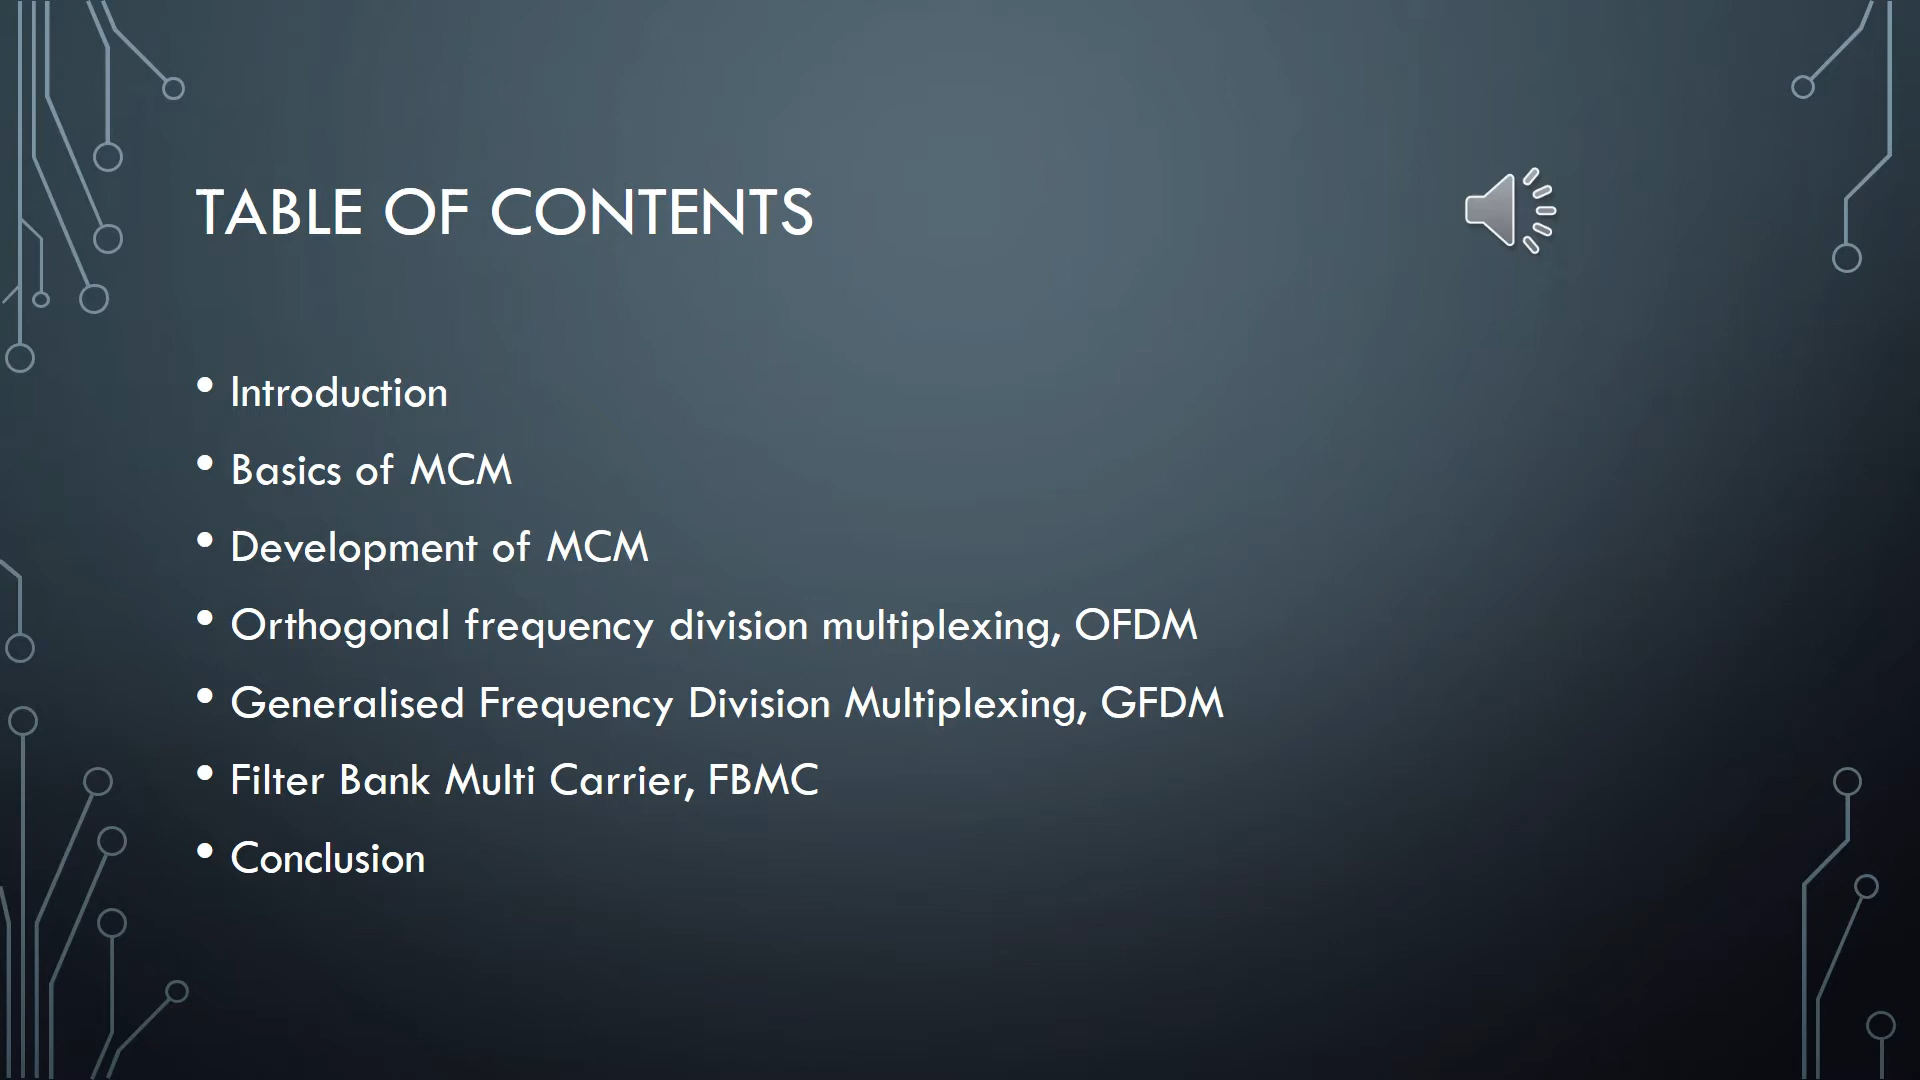 TABLE OF CONTENTS
• Introduction
• Basics of MCM
• Development of MCM
• Orthogonal frequency division multiplexing, OFDM
• Generalised Frequency Division Multiplexing, GFDM
• Filter Bank Multi Carrier, FBMC
• Conclusion